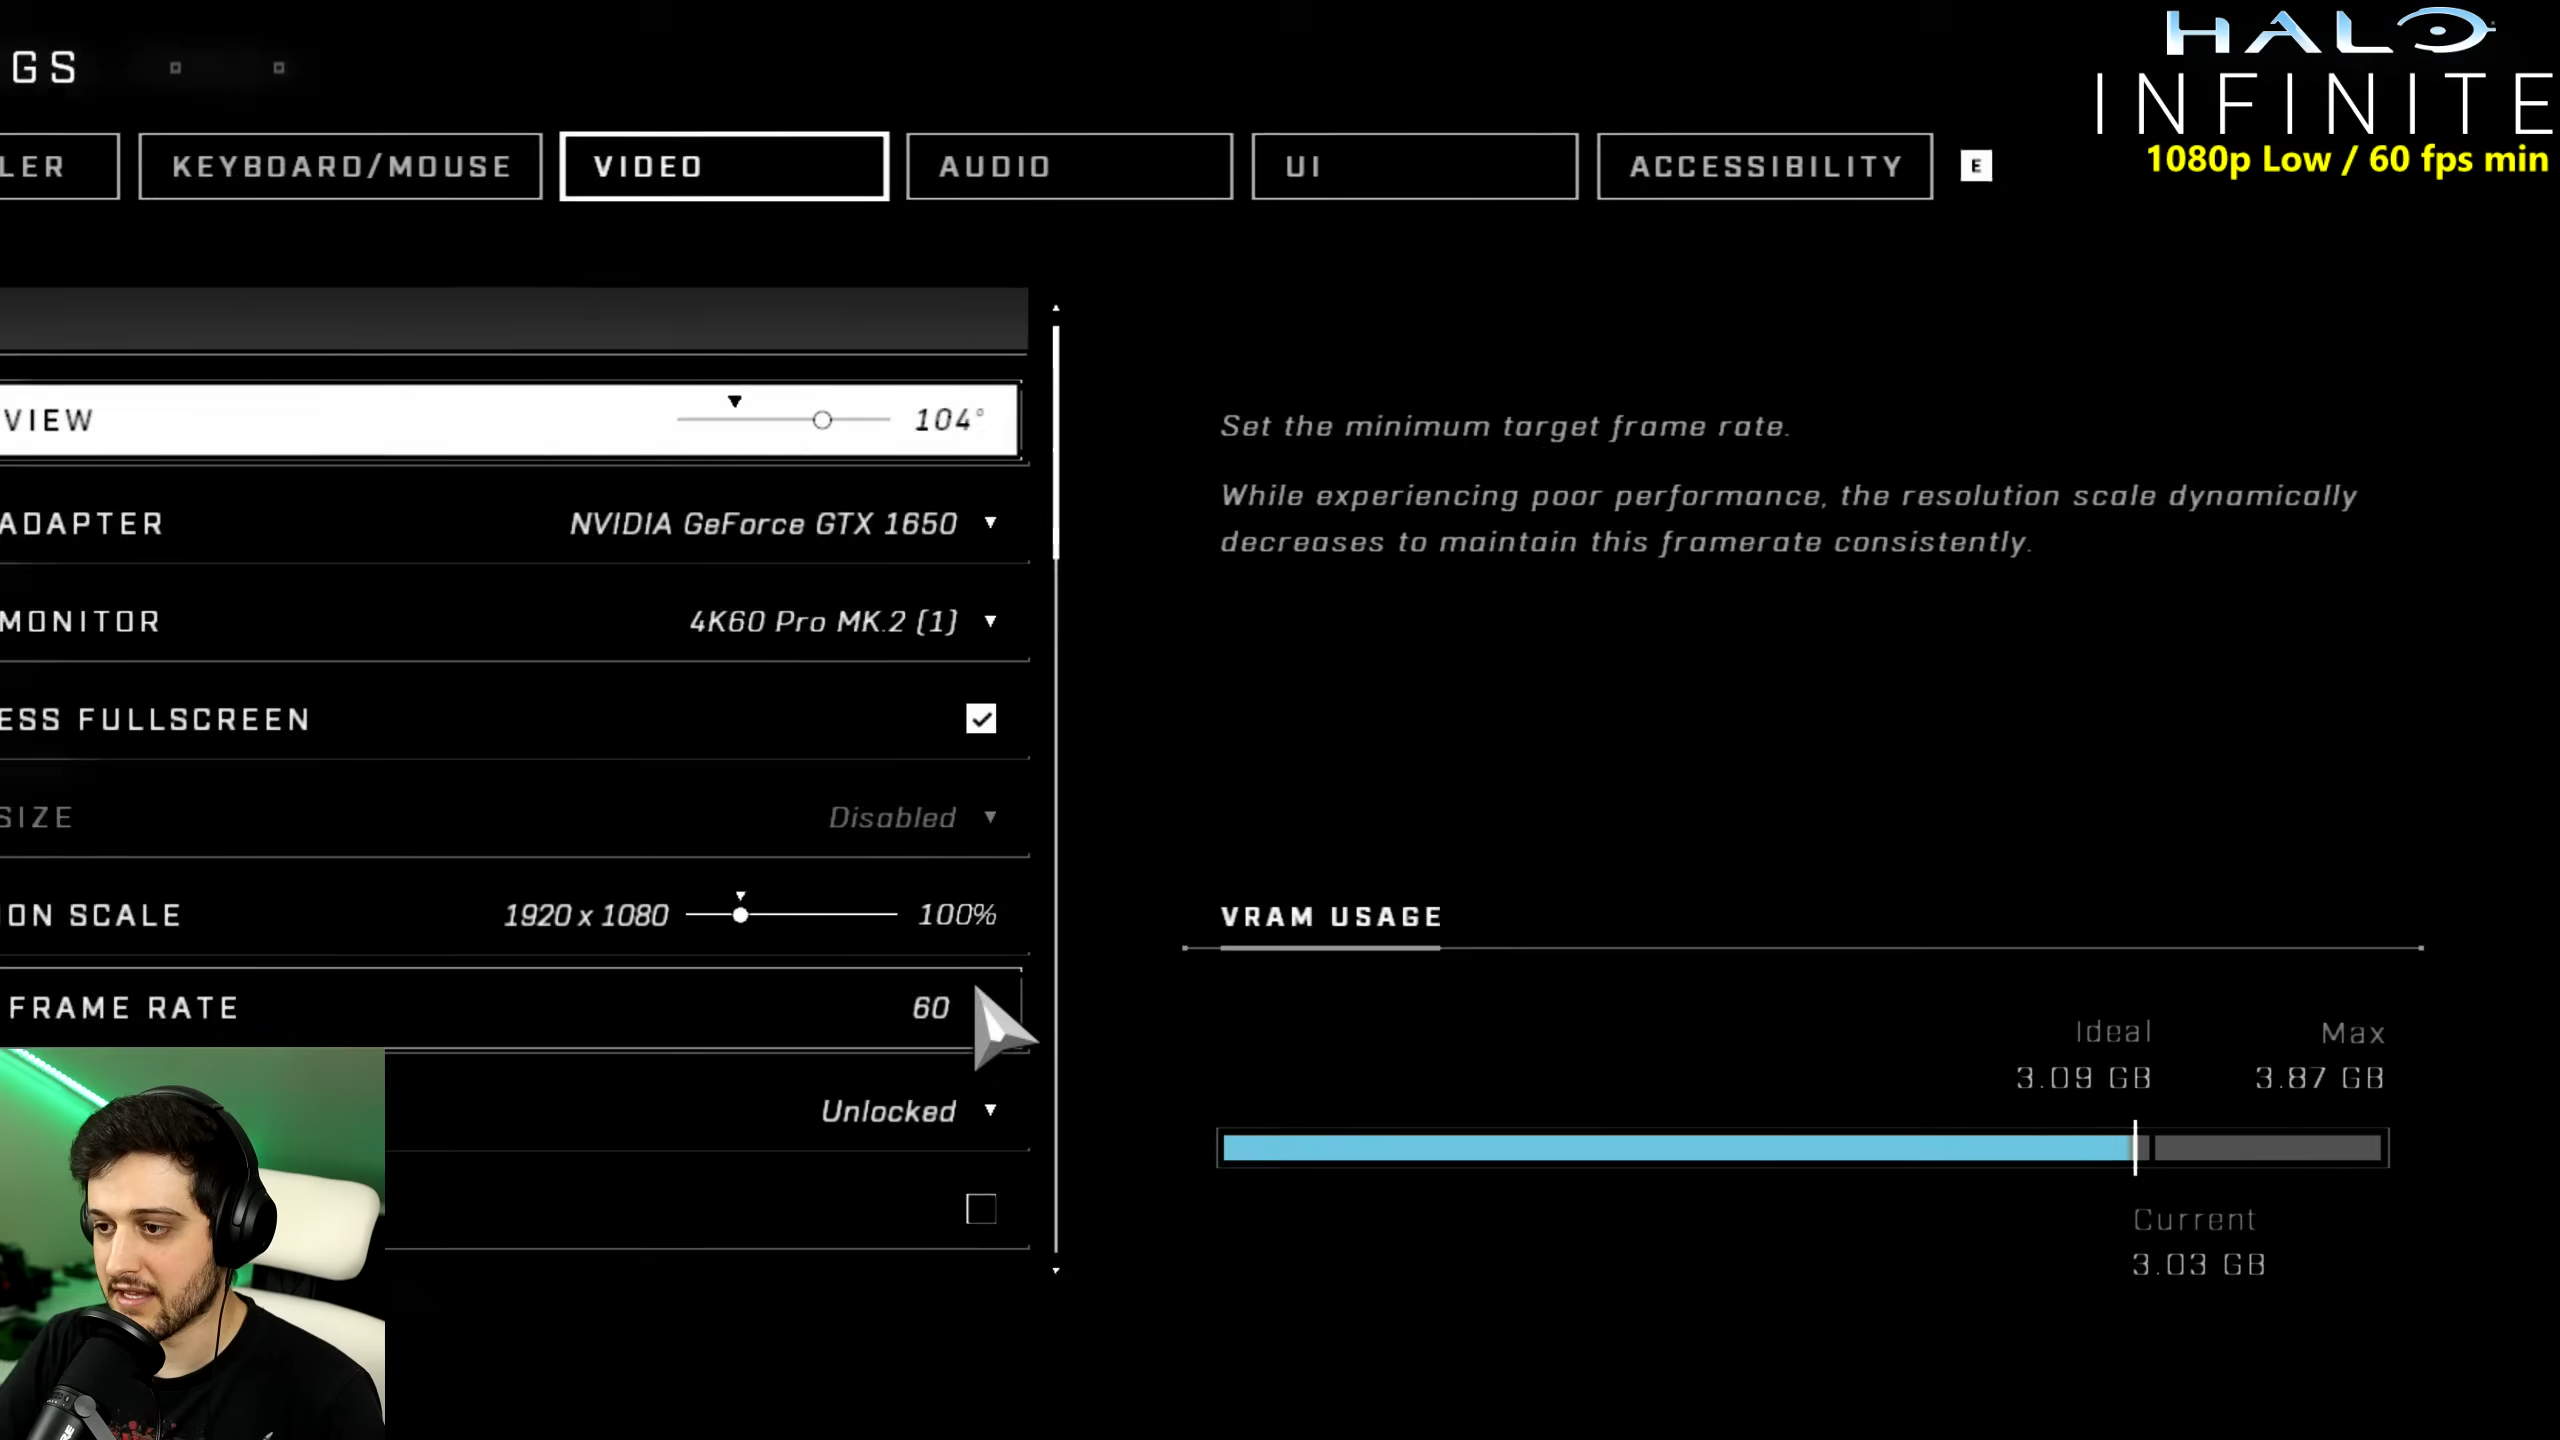 HALO
INFINITE
1080p Low / 60 fps min
GS
LER
KEYBOARD/MOUSE
VIDEO
AUDIO
UI
ACCESSIBILITY
E
VIEW
104°
ADAPTER
NVIDIA GeForce GTX 1650
MONITOR
4K60 Pro MK.2 [1]
ESS FULLSCREEN
SIZE
Disabled
ON SCALE
1920 x 1080
100%
FRAME RATE
60
Unlocked
Set the minimum target frame rate.
While experiencing poor performance, the resolution scale dynamically
decreases to maintain this framerate consistently.
VRAM USAGE
Ideal
3.09 GB
Max
3.87 GB
Current
3.03 GB